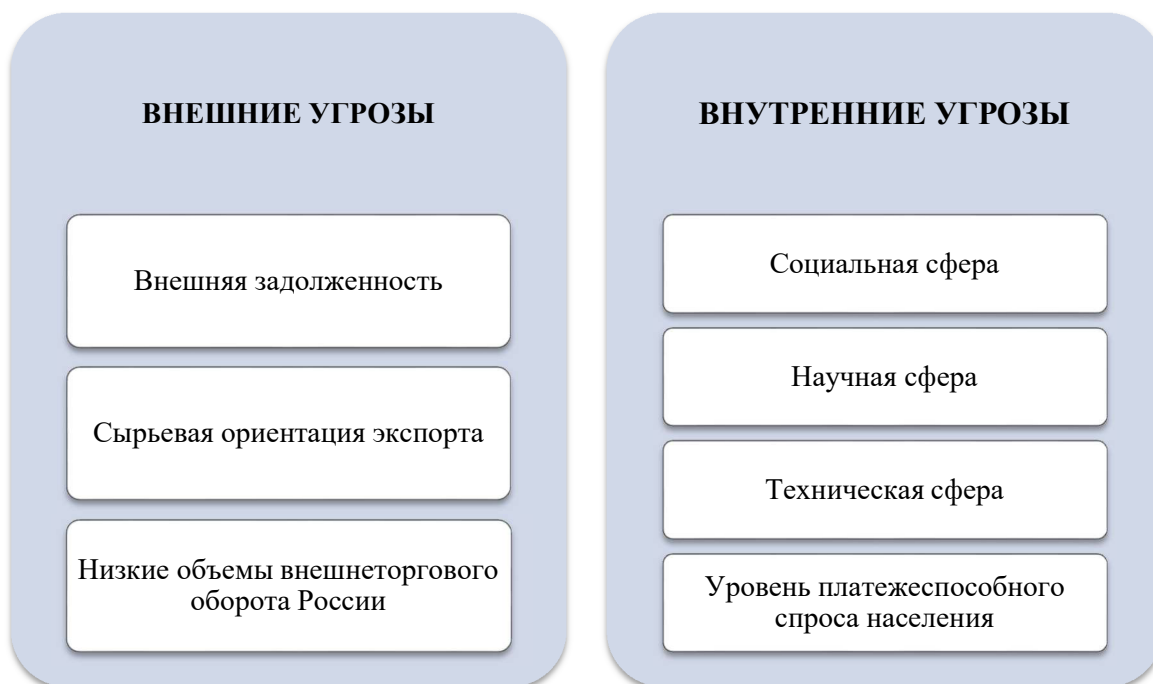 ВНЕШНИЕ УГРОЗЫ
Внешняя задолженность
Сырьевая ориентация экспорта
Низкие объемы внешнеторгового
оборота России
ВНУТРЕННИЕ УГРОЗЫ
Социальная сфера
Научная сфера
Техническая сфера
Уровень платежеспособного
спроса населения